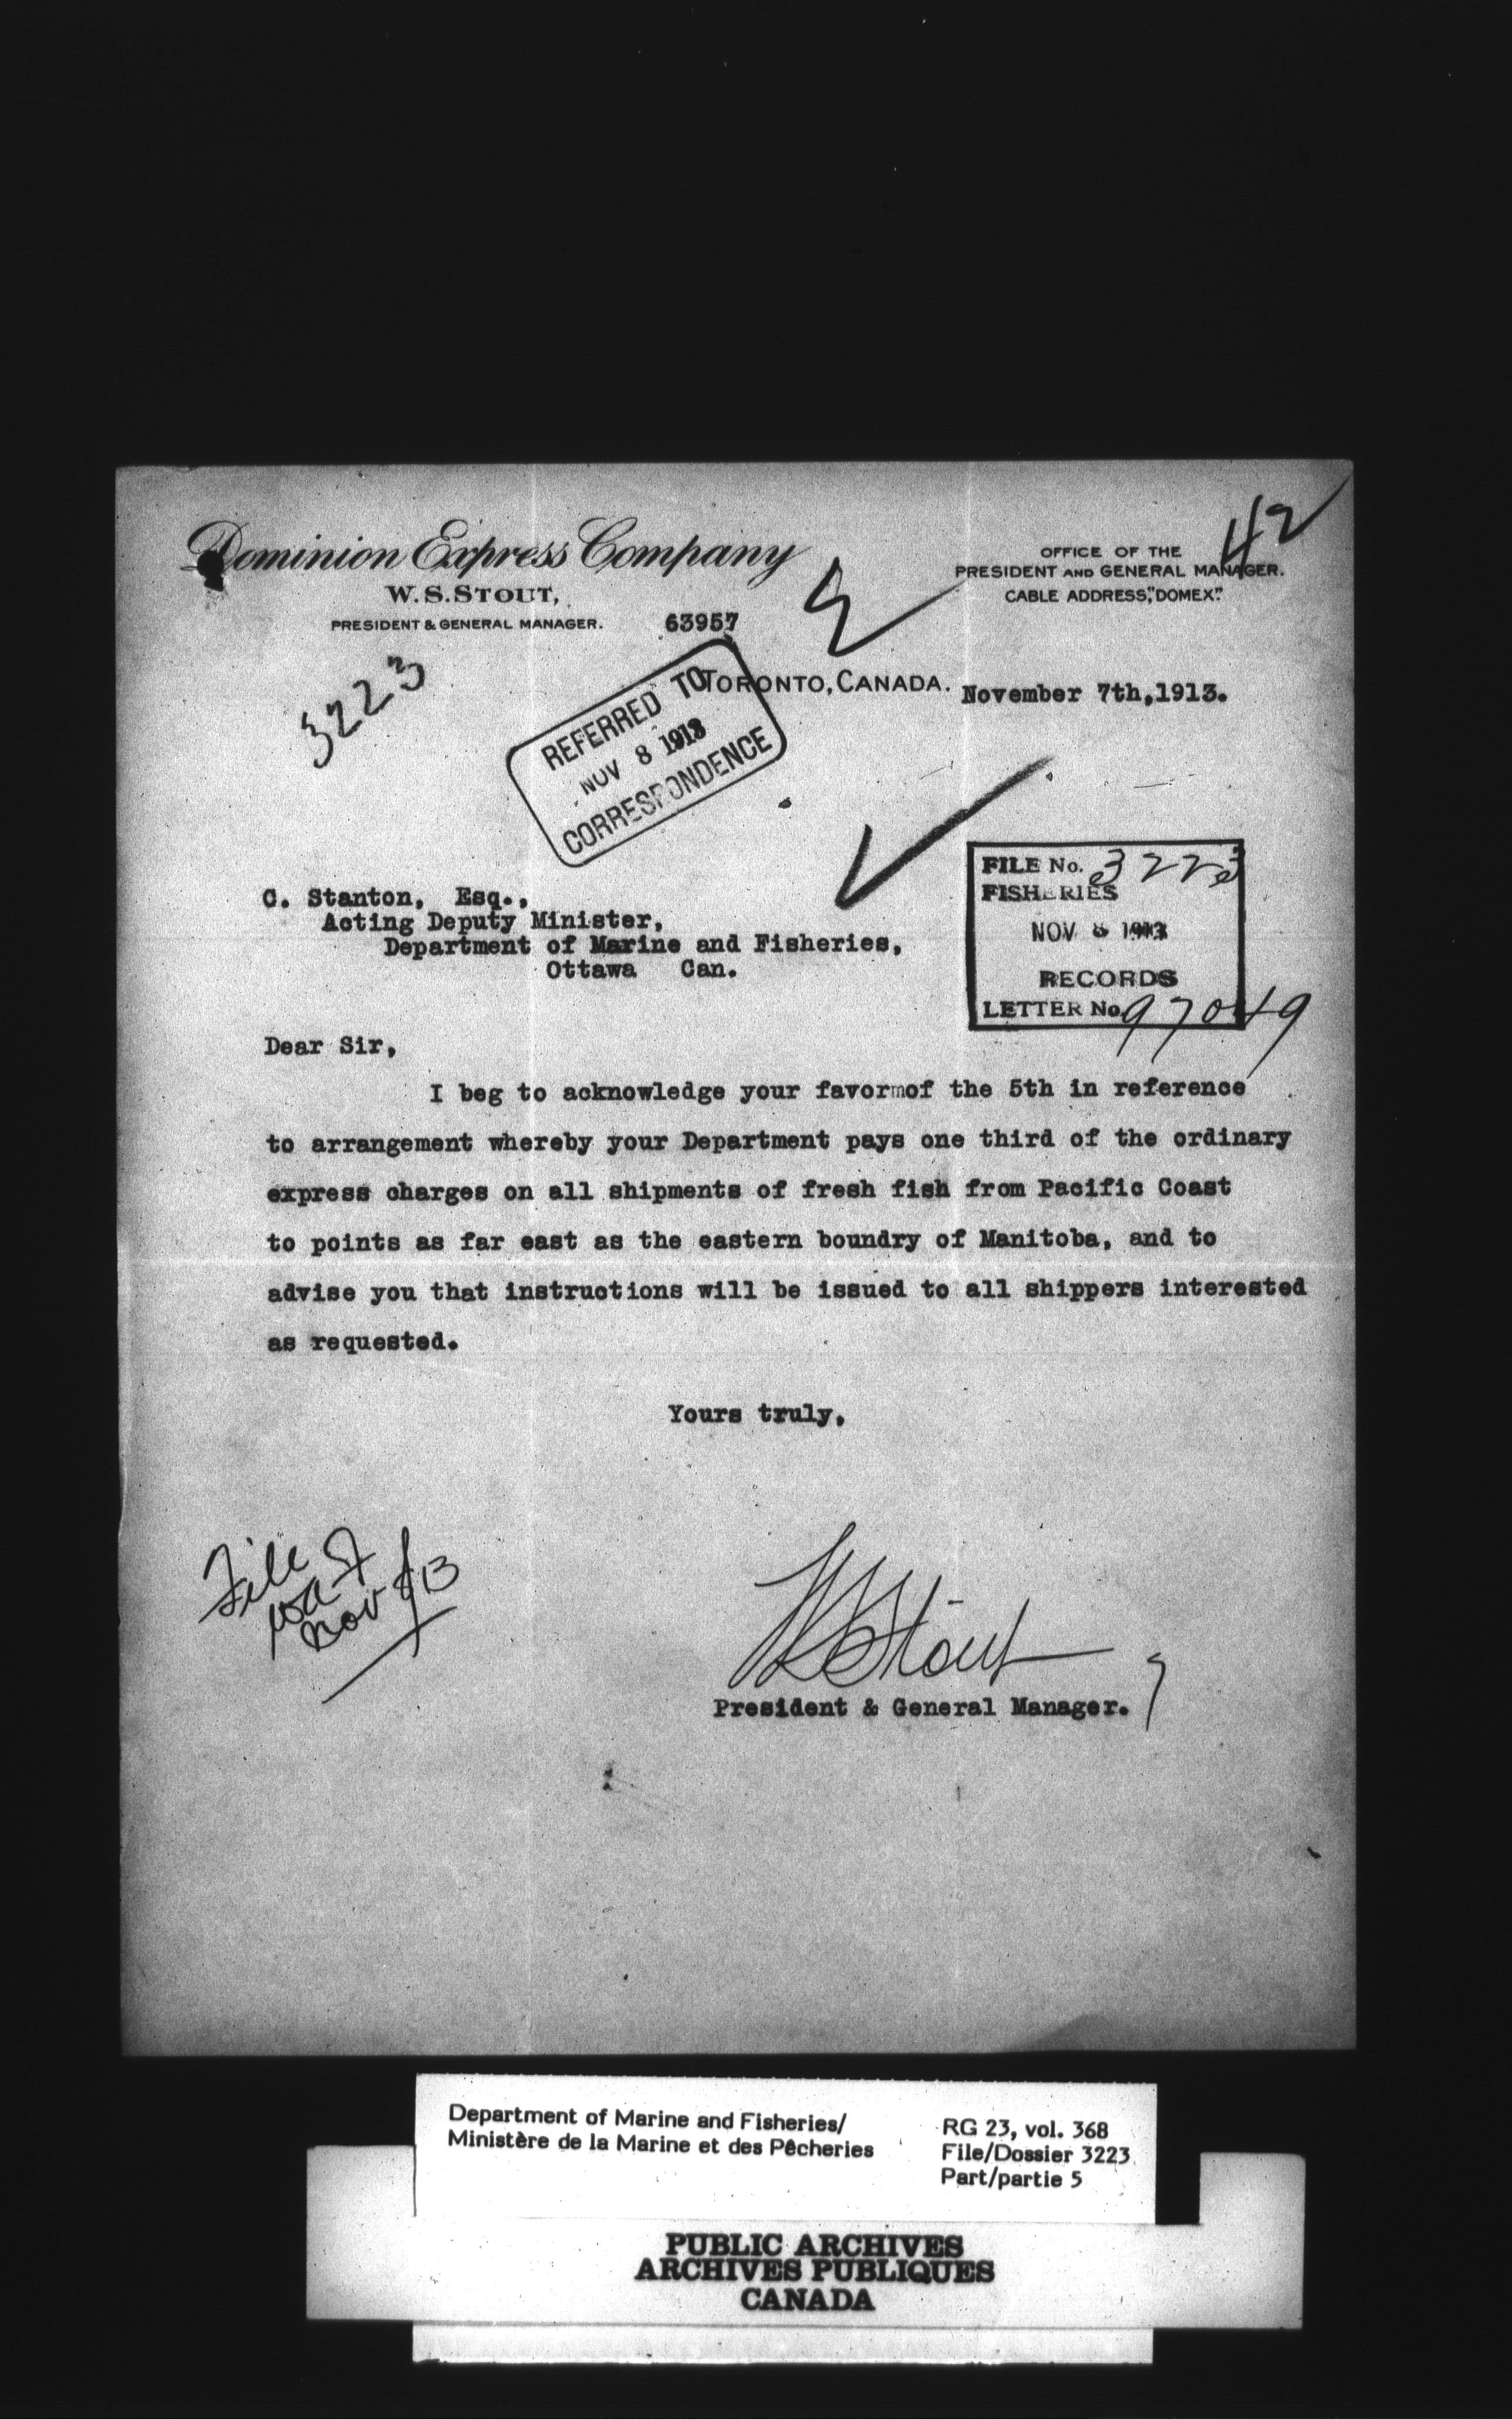 42
Dominion Express Company
W. S. STOUT,
PRESIDENT & GENERAL MANAGER.
OFFICE OF THE
PRESIDENT AND GENERAL MANAGER.
CABLE ADDRESS, "DOMEX".
63957
3223
TORONTO, CANADA. November 7th, 1913.
REFERRED TO
NOV 8 1913
CORRESPONDENCE
FILE No. 3223
FISHERIES
NOV 8 1913
RECORDS
LETTER No. 97049
C. Stanton, Esq.,
Acting Deputy Minister,
Department of Marine and Fisheries,
Ottawa Can.
Dear Sir,
I beg to acknowledge your favormof the 5th in reference
to arrangement whereby your Department pays one third of the ordinary
express charges on all shipments of fresh fish from Pacific Coast
to points as far east as the eastern boundry of Manitoba, and to
advise you that instructions will be issued to all shippers interested
as requested.
Yours truly,
File
Nov 8/13
W S Stout
President & General Manager.
Department of Marine and Fisheries/
Ministère de la Marine et des Pêcheries
RG 23, vol. 368
File/Dossier 3223
Part/partie 5
PUBLIC ARCHIVES
ARCHIVES PUBLIQUES
CANADA